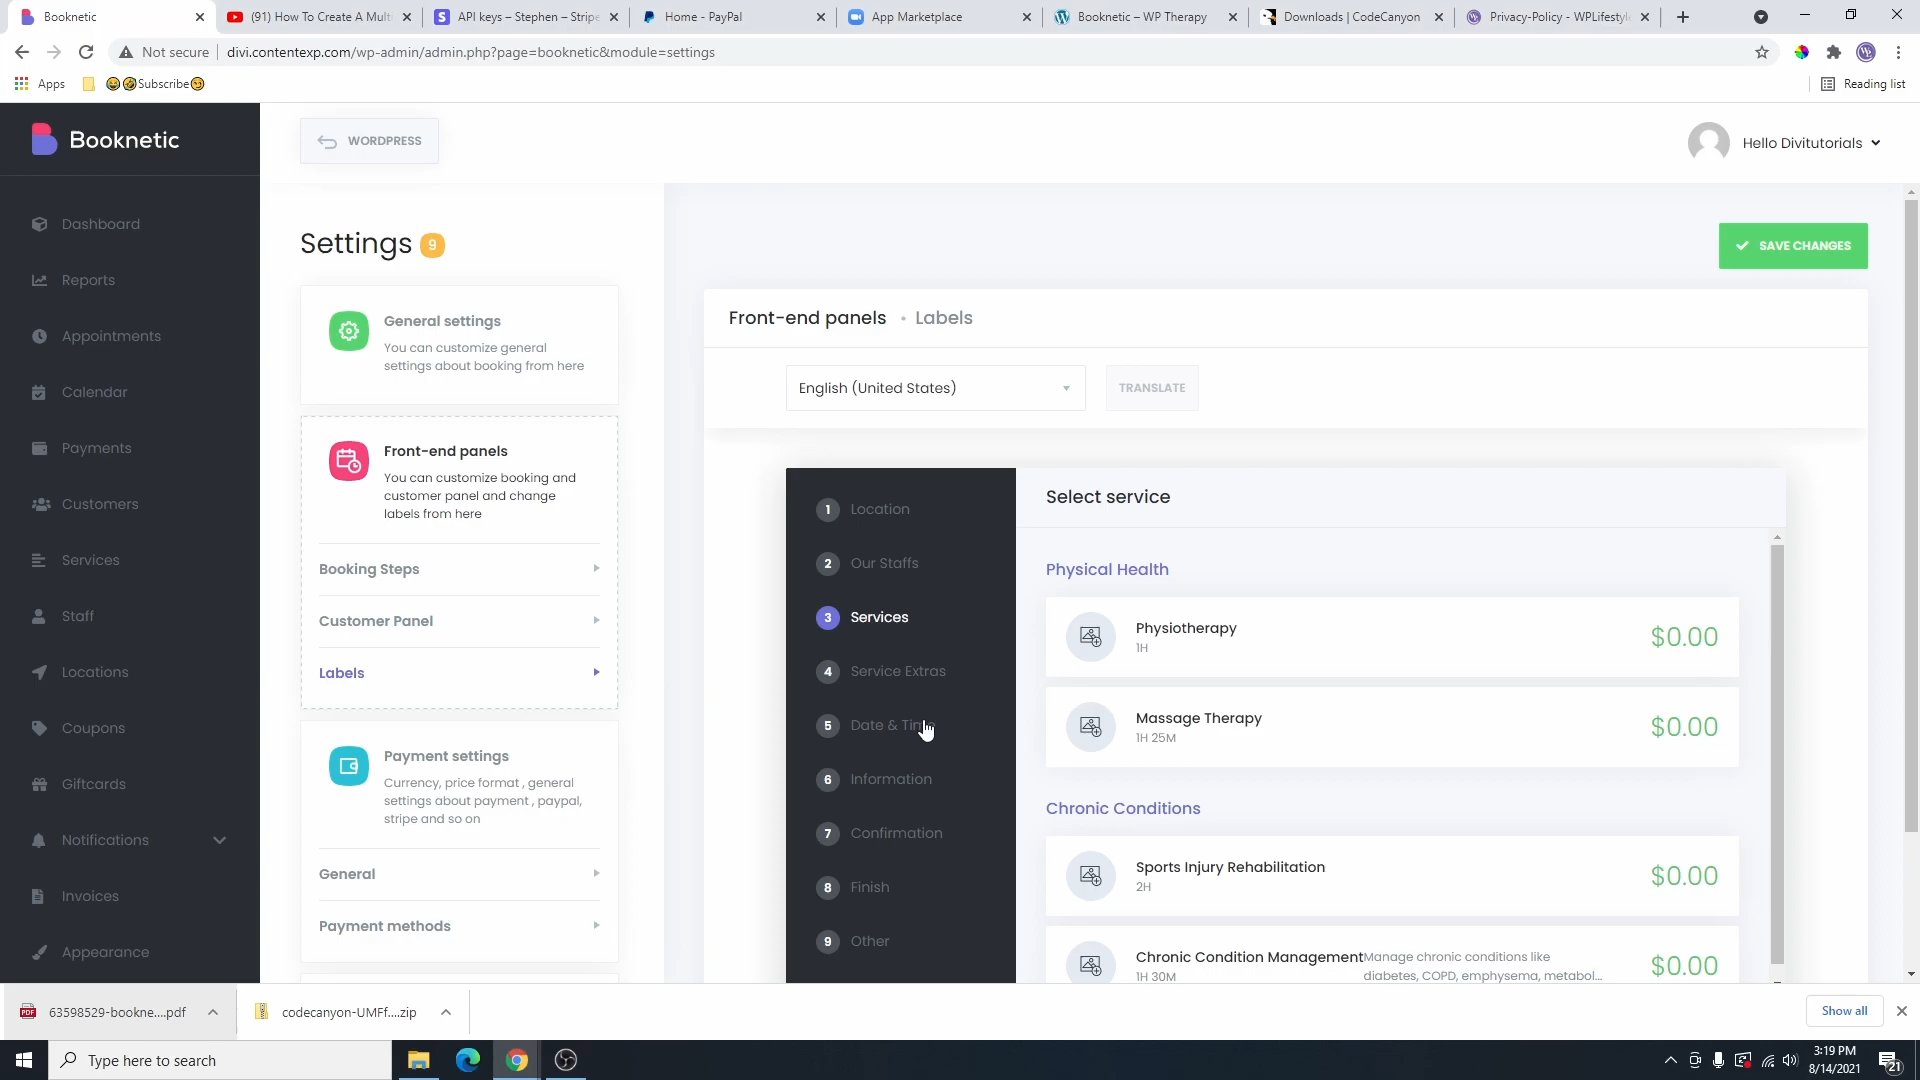 Booknetic
(91) How To Create A Mult
API keys – Stephen – Stripe
Home - PayPal
App Marketplace
Booknetic – WP Therapy
Downloads | CodeCanyon
Privacy-Policy - WPLifestyle
Not secure
divi.contentexp.com/wp-admin/admin.php?page=booknetic&module=settings
Apps
Subscribe
Reading list
Booknetic
WORDPRESS
Hello Divitutorials
Dashboard
Reports
Appointments
Calendar
Payments
Customers
Services
Staff
Locations
Coupons
Giftcards
Notifications
Invoices
Appearance
Settings 9
General settings
You can customize general
settings about booking from here
Front-end panels
You can customize booking and
customer panel and change
labels from here
Booking Steps
Customer Panel
Labels
Payment settings
Currency, price format , general
settings about payment , paypal,
stripe and so on
General
Payment methods
SAVE CHANGES
Front-end panels • Labels
English (United States)
TRANSLATE
1 Location
2 Our Staffs
3 Services
4 Service Extras
5 Date & Time
6 Information
7 Confirmation
8 Finish
9 Other
Select service
Physical Health
Physiotherapy
1H
$0.00
Massage Therapy
1H 25M
$0.00
Chronic Conditions
Sports Injury Rehabilitation
2H
$0.00
Chronic Condition Management
1H 30M
Manage chronic conditions like
diabetes, COPD, emphysema, metabol...
$0.00
63598529-bookne....pdf
codecanyon-UMFf....zip
Show all
Type here to search
3:19 PM
8/14/2021
21